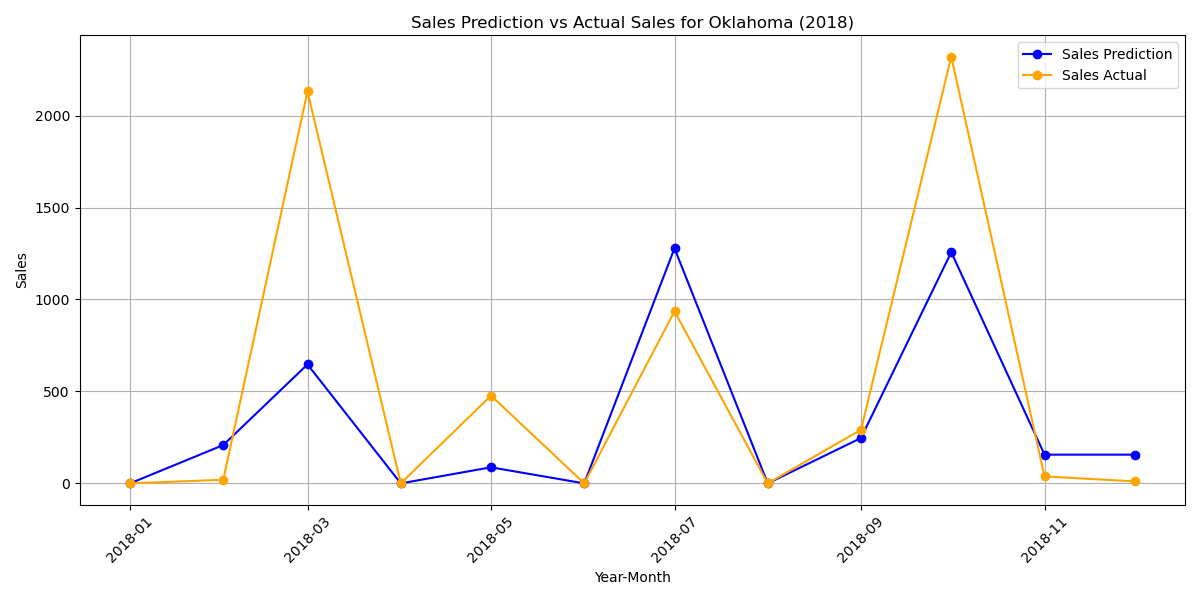 Sales Prediction vs Actual Sales for Oklahoma (2018)
Sales Prediction
Sales Actual
Sales
2000
1500
1000
500
0
2018-01
2018-03
2018-05
2018-07
2018-09
2018-11
Year-Month